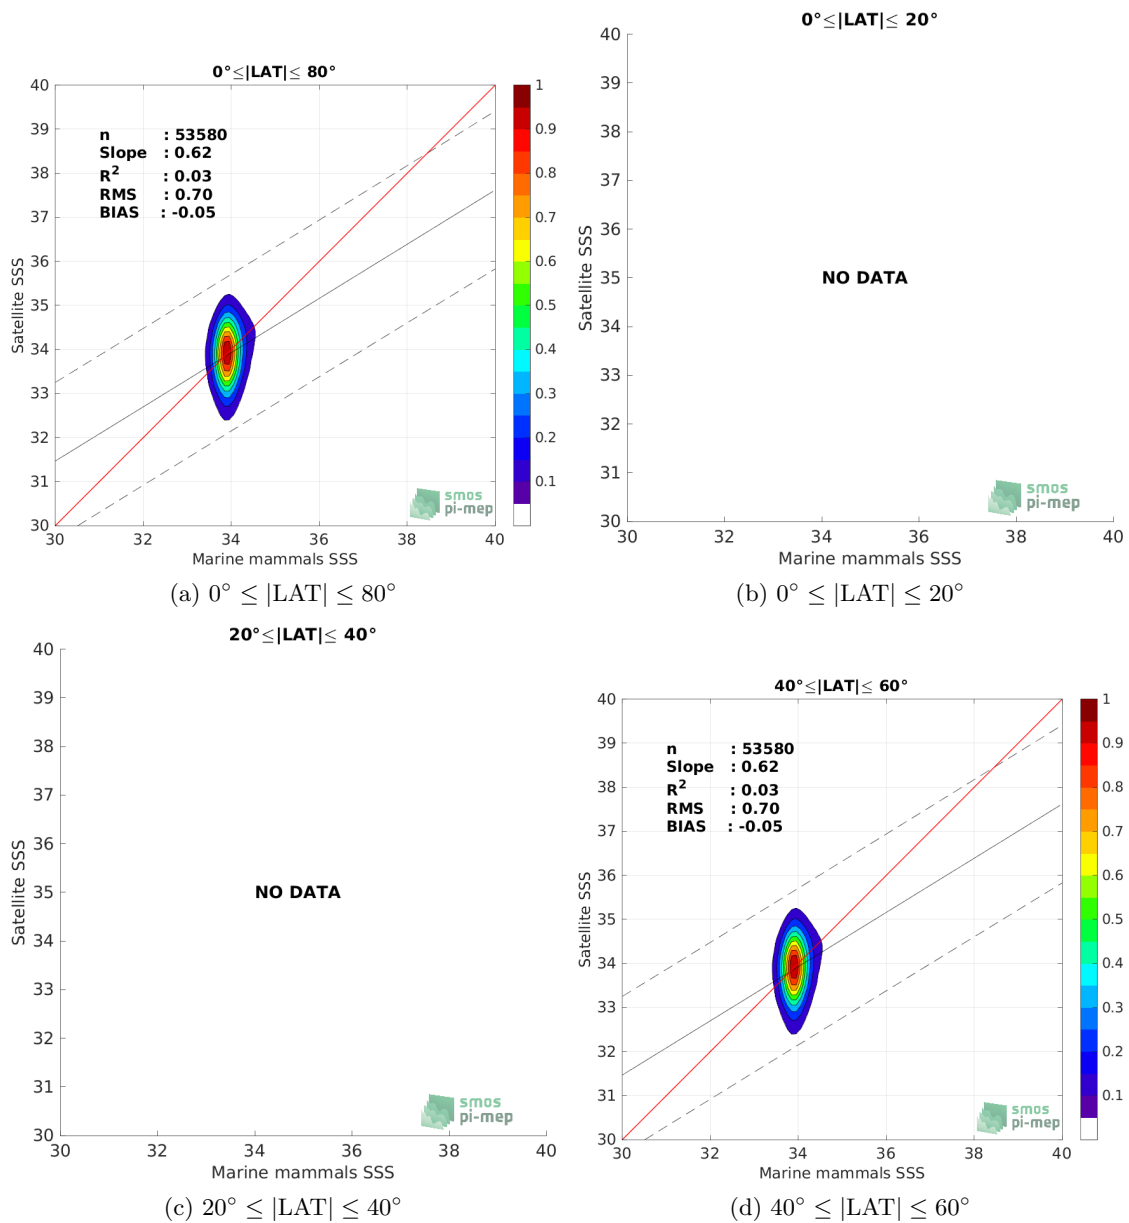 0°≤|LAT|≤ 80°
40
39
38
37
36
35
34
33
32
31
30
30
32
34
36
38
40
Satellite SSS
Marine mammals SSS
n : 53580
Slope : 0.62
R² : 0.03
RMS : 0.70
BIAS : -0.05
1
0.9
0.8
0.7
0.6
0.5
0.4
0.3
0.2
0.1
smos
pi-mep
(a) 0° ≤ |LAT| ≤ 80°
0°≤|LAT|≤ 20°
40
39
38
37
36
35
34
33
32
31
30
30
32
34
36
38
40
Satellite SSS
Marine mammals SSS
NO DATA
smos
pi-mep
(b) 0° ≤ |LAT| ≤ 20°
20°≤|LAT|≤ 40°
40
39
38
37
36
35
34
33
32
31
30
30
32
34
36
38
40
Satellite SSS
Marine mammals SSS
NO DATA
smos
pi-mep
(c) 20° ≤ |LAT| ≤ 40°
40°≤|LAT|≤ 60°
40
39
38
37
36
35
34
33
32
31
30
30
32
34
36
38
40
Satellite SSS
Marine mammals SSS
n : 53580
Slope : 0.62
R² : 0.03
RMS : 0.70
BIAS : -0.05
1
0.9
0.8
0.7
0.6
0.5
0.4
0.3
0.2
0.1
smos
pi-mep
(d) 40° ≤ |LAT| ≤ 60°